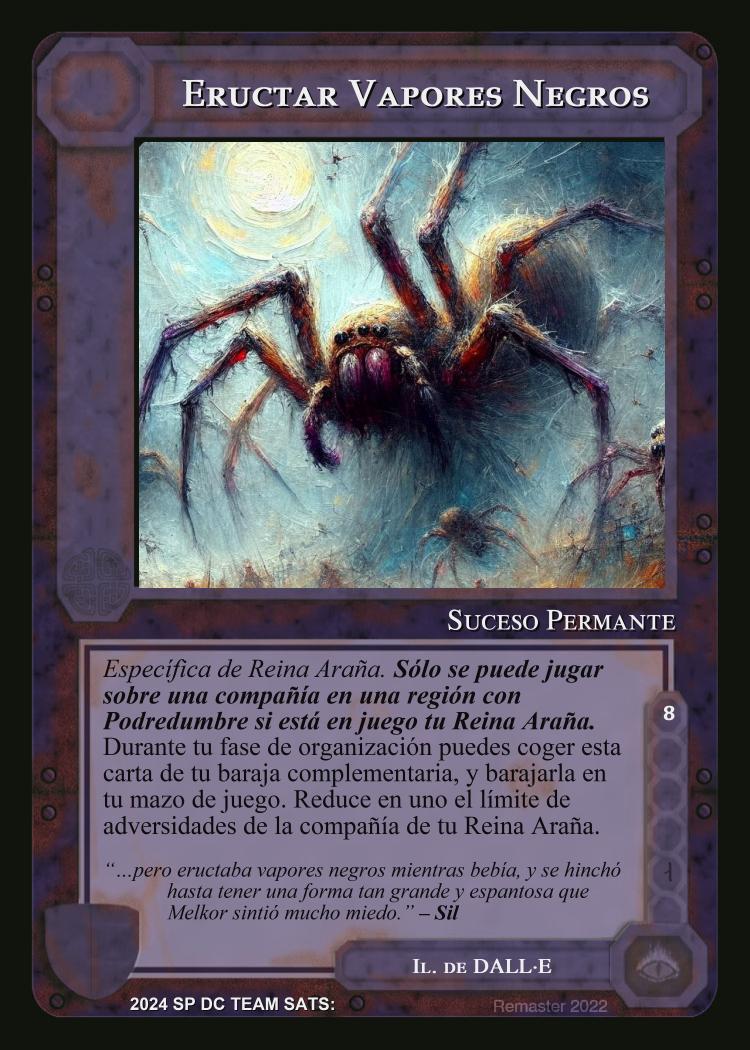 Eructar Vapores Negros
Suceso Permante
Específica de Reina Araña. Sólo se puede jugar
sobre una compañía en una región con
Podredumbre si está en juego tu Reina Araña.
Durante tu fase de organización puedes coger esta
carta de tu baraja complementaria, y barajarla en
tu mazo de juego. Reduce en uno el límite de
adversidades de la compañía de tu Reina Araña.
8
“...pero eructaba vapores negros mientras bebía, y se hinchó
hasta tener una forma tan grande y espantosa que
Melkor sintió mucho miedo.” – Sil
Il. de DALL·E
2024 SP DC TEAM SATS:
Remaster 2022